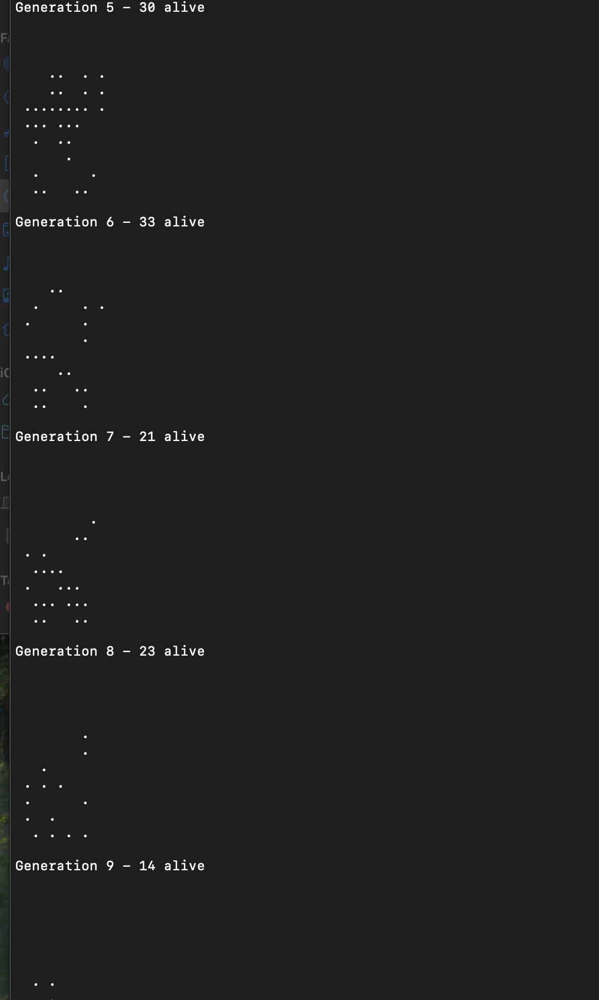 Generation 5 – 30 alive
    ..  . .
    ..  . .
 ........ .
 ... ...
  .  ..
      .
  .      .
  ..   ..
Generation 6 – 33 alive
    ..
  .     . .
 .      .
        .
 ....
     ..
  ..   ..
  ..    .
Generation 7 – 21 alive
         .
       ..
 . .
  ....
 .   ...
  ... ...
  ..   ..
Generation 8 – 23 alive
        .
        .
   .
 . . .
 .      .
 .  .
  . . . .
Generation 9 – 14 alive
  . .
    .